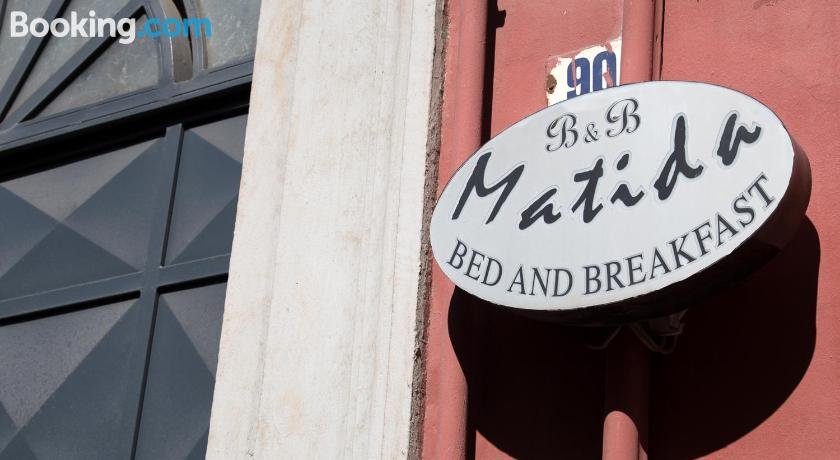 Booking.com
90
B & B
Matida
BED AND BREAKFAST